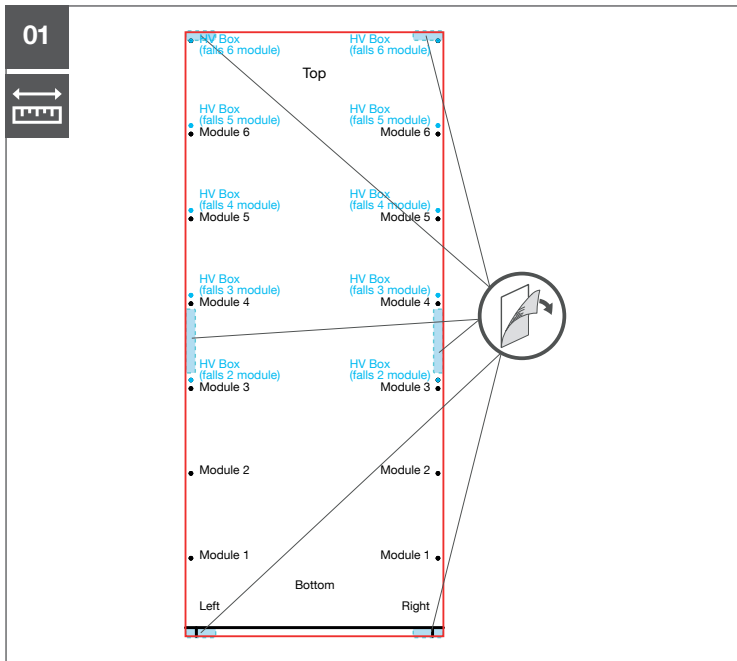 01
HV Box
(falls 6 module)
HV Box
(falls 6 module)
Top
HV Box
(falls 5 module)
Module 6
HV Box
(falls 5 module)
Module 6
HV Box
(falls 4 module)
Module 5
HV Box
(falls 4 module)
Module 5
HV Box
(falls 3 module)
Module 4
HV Box
(falls 3 module)
Module 4
HV Box
(falls 2 module)
Module 3
HV Box
(falls 2 module)
Module 3
Module 2
Module 2
Module 1
Module 1
Bottom
Left
Right